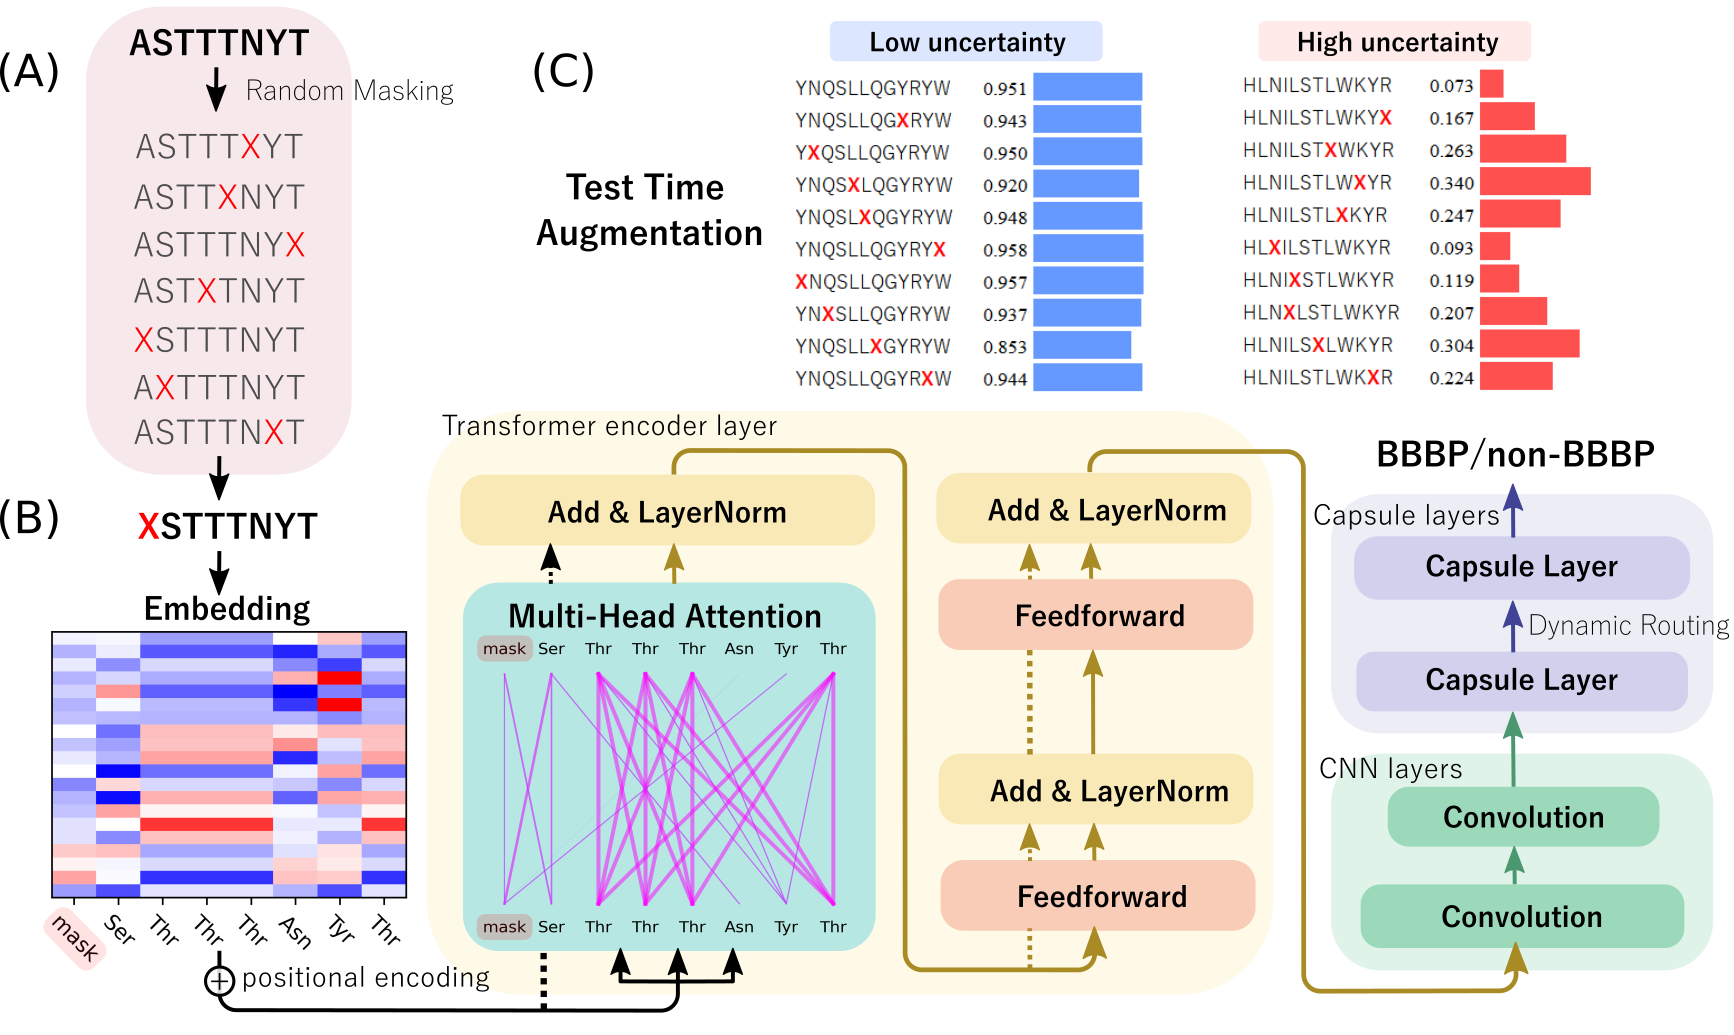 (A)
ASTTTNYT
Random Masking
ASTTTXYT
ASTTXNYT
ASTTTNYX
ASTXTNYT
XSTTTNYT
AXTTTNYT
ASTTTNXT
(B)
XSTTTNYT
Embedding
mask Ser Thr Thr Thr Asn Tyr Thr
+ positional encoding
(C)
Test Time
Augmentation
Low uncertainty
YNQSLLQGYRYW 0.951
YNQSLLQGXRYW 0.943
YXQSLLQGYRYW 0.950
YNQSXLQGYRYW 0.920
YNQSLXQGYRYW 0.948
YNQSLLQGYRYX 0.958
XNQSLLQGYRYW 0.957
YNXSLLQGYRYW 0.937
YNQSLLXGYRYW 0.853
YNQSLLQGYRXW 0.944
High uncertainty
HLNILSTLWKYR 0.073
HLNILSTLWKYX 0.167
HLNILSTXWKYR 0.263
HLNILSTLWXYR 0.340
HLNILSTLXKYR 0.247
HLXILSTLWKYR 0.093
HLNIXSTLWKYR 0.119
HLNXLSTLWKYR 0.207
HLNILSXLWKYR 0.304
HLNILSTLWKXR 0.224
Transformer encoder layer
Add & LayerNorm
Multi-Head Attention
mask Ser Thr Thr Thr Asn Tyr Thr
mask Ser Thr Thr Thr Asn Tyr Thr
Add & LayerNorm
Feedforward
Add & LayerNorm
Feedforward
BBBP/non-BBBP
Capsule layers
Capsule Layer
Dynamic Routing
Capsule Layer
CNN layers
Convolution
Convolution